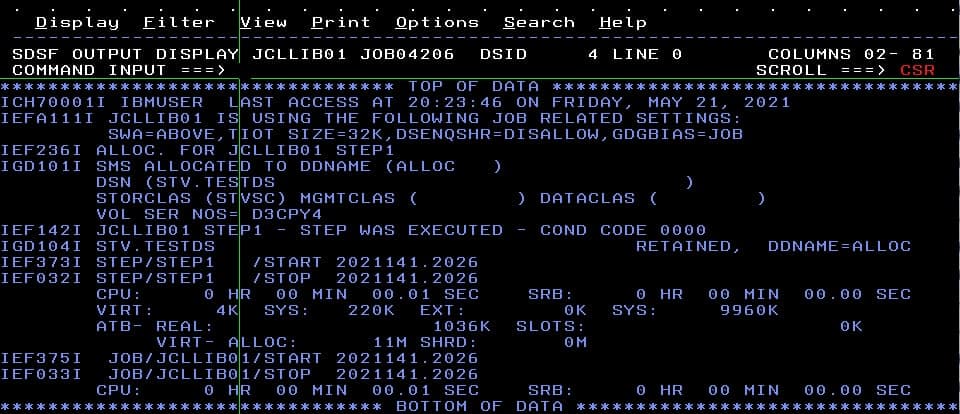 Display Filter View Print Options Search Help
SDSF OUTPUT DISPLAY JCLLIB01 JOB04206 DSID 4 LINE 0 COLUMNS 02- 81
COMMAND INPUT ===> SCROLL ===> CSR
********************************* TOP OF DATA **********************************
ICH70001I IBMUSER LAST ACCESS AT 20:23:46 ON FRIDAY, MAY 21, 2021
IEFA111I JCLLIB01 IS USING THE FOLLOWING JOB RELATED SETTINGS:
SWA=ABOVE,TIOT SIZE=32K,DSENQSHR=DISALLOW,GDGBIAS=JOB
IEF236I ALLOC. FOR JCLLIB01 STEP1
IGD101I SMS ALLOCATED TO DDNAME (ALLOC )
DSN (STV.TESTDS )
STORCLAS (STVSC) MGMTCLAS ( ) DATACLAS ( )
VOL SER NOS= D3CPY4
IEF142I JCLLIB01 STEP1 - STEP WAS EXECUTED - COND CODE 0000
IGD104I STV.TESTDS RETAINED, DDNAME=ALLOC
IEF373I STEP/STEP1 /START 2021141.2026
IEF032I STEP/STEP1 /STOP 2021141.2026
CPU: 0 HR 00 MIN 00.01 SEC SRB: 0 HR 00 MIN 00.00 SEC
VIRT: 4K SYS: 220K EXT: 0K SYS: 9960K
ATB- REAL: 1036K SLOTS: 0K
VIRT- ALLOC: 11M SHRD: 0M
IEF375I JOB/JCLLIB01/START 2021141.2026
IEF033I JOB/JCLLIB01/STOP 2021141.2026
CPU: 0 HR 00 MIN 00.01 SEC SRB: 0 HR 00 MIN 00.00 SEC
******************************** BOTTOM OF DATA ********************************